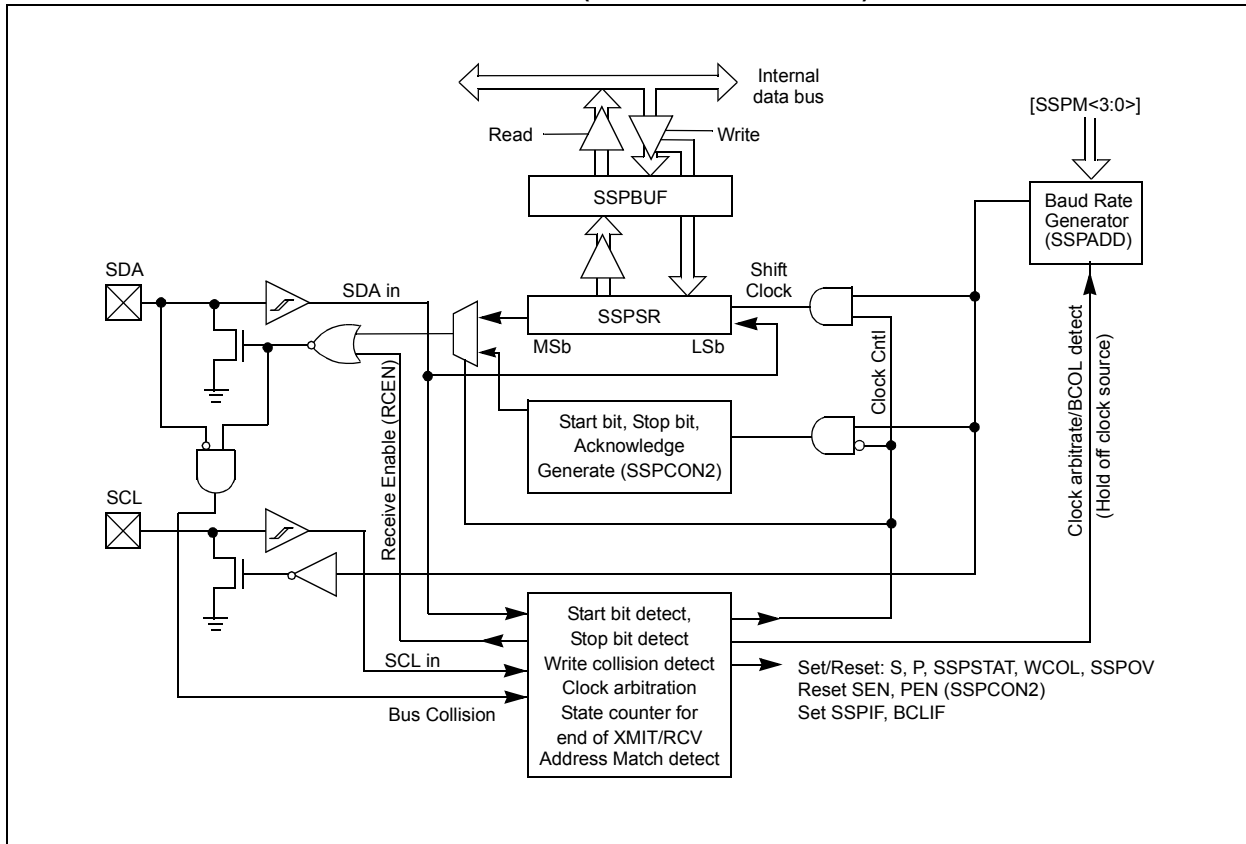 Internal
data bus
[SSPM<3:0>]
Read
Write
SSPBUF
Baud Rate
Generator
(SSPADD)
SDA
SDA in
Shift
Clock
SSPSR
MSb
LSb
Clock Cntl
Clock arbitrate/BCOL detect
(Hold off clock source)
Receive Enable (RCEN)
Start bit, Stop bit,
Acknowledge
Generate (SSPCON2)
SCL
SCL in
Bus Collision
Start bit detect,
Stop bit detect
Write collision detect
Clock arbitration
State counter for
end of XMIT/RCV
Address Match detect
Set/Reset: S, P, SSPSTAT, WCOL, SSPOV
Reset SEN, PEN (SSPCON2)
Set SSPIF, BCLIF